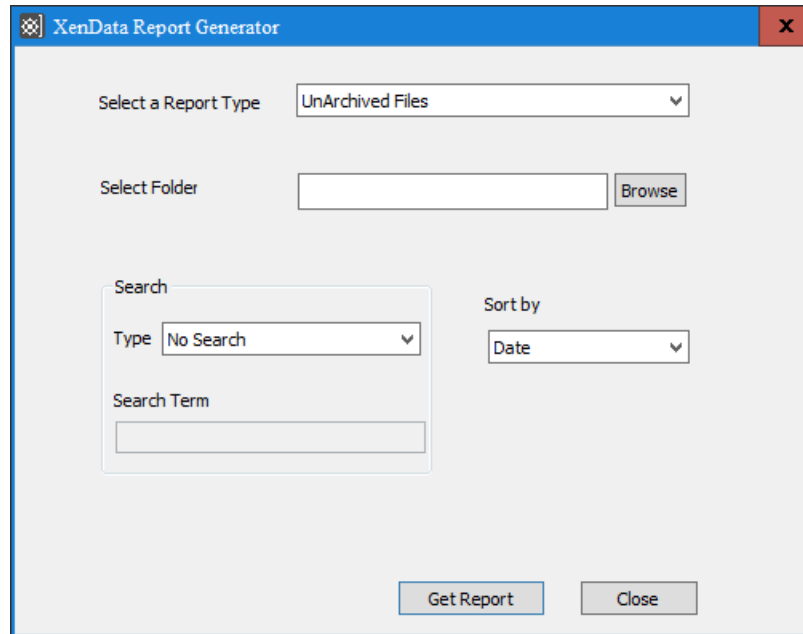 XenData Report Generator
x
Select a Report Type
UnArchived Files
Select Folder
Browse
Search
Type
No Search
Search Term
Sort by
Date
Get Report
Close